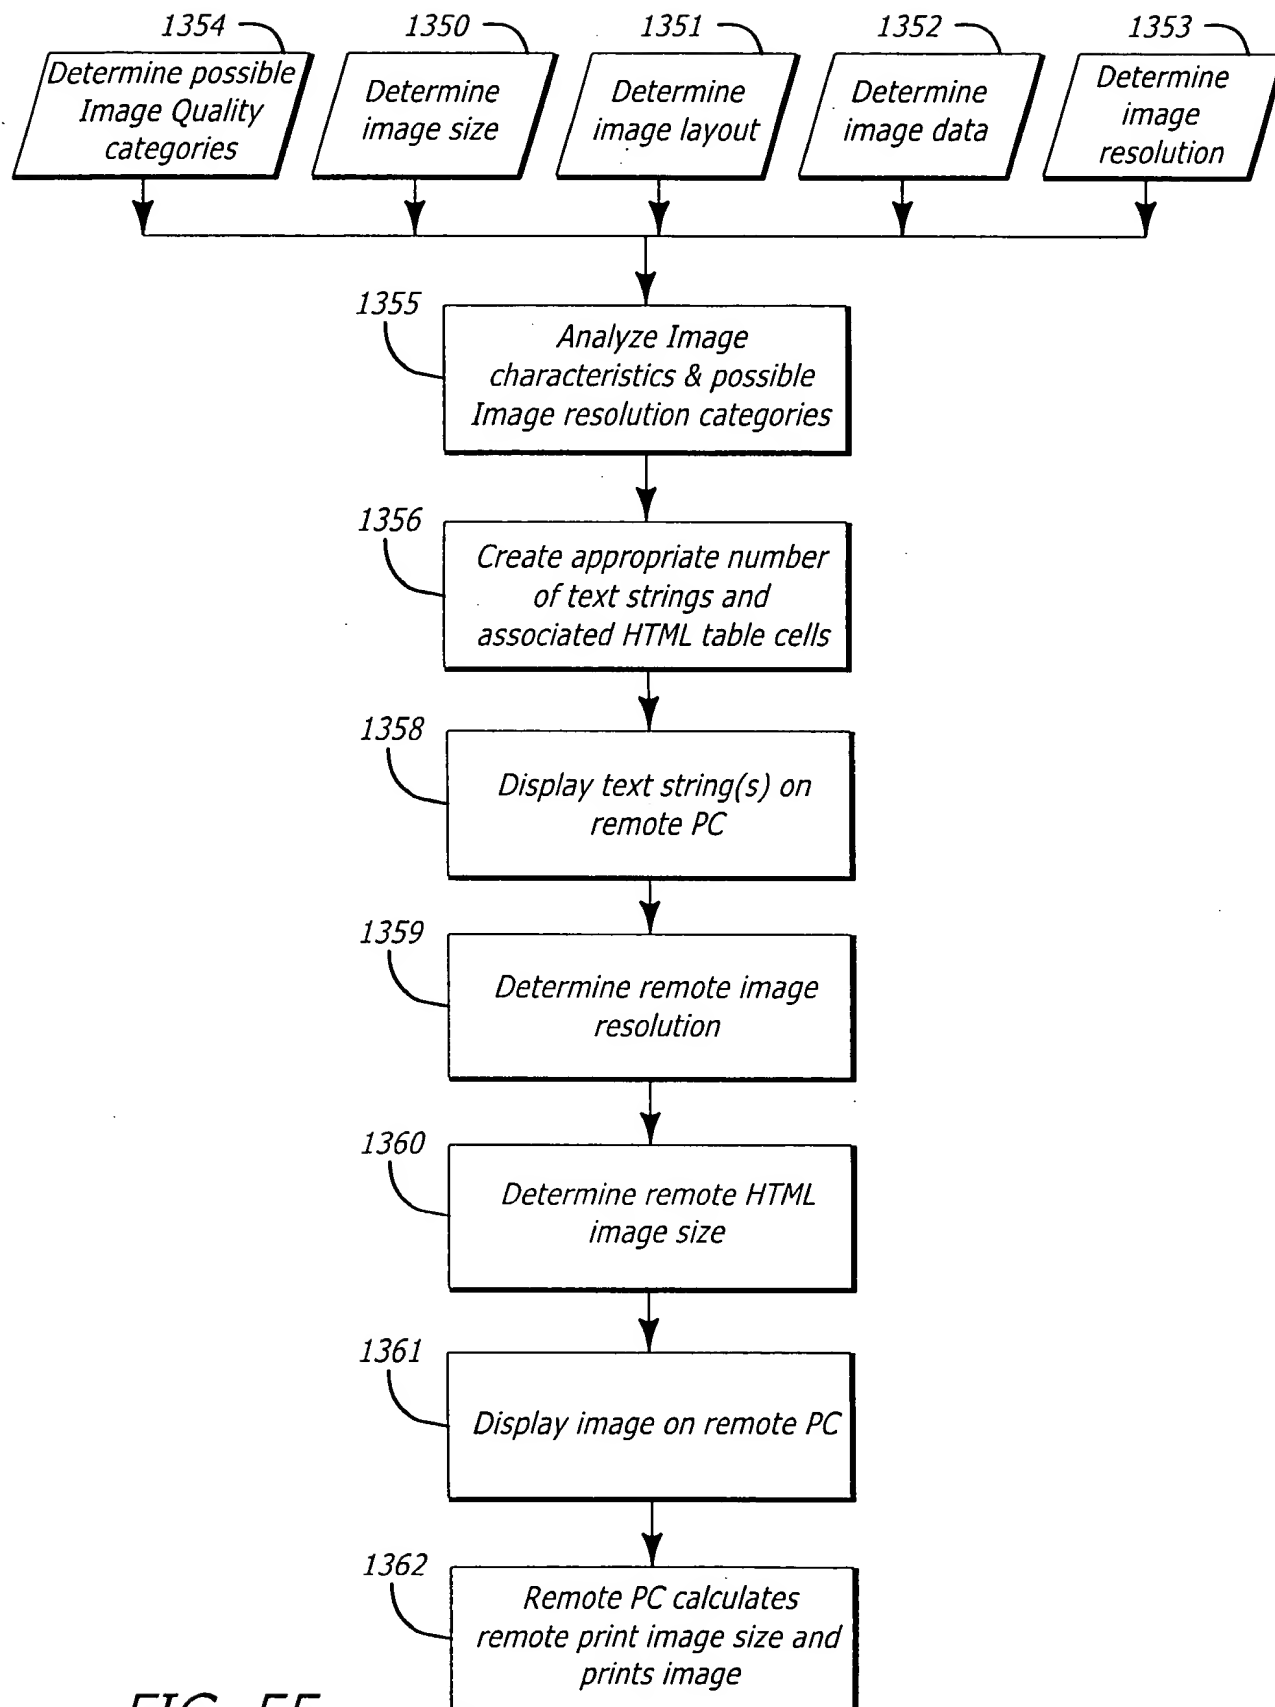 1354
1350
1351
1352
1353
Determine possible
Image Quality
categories
Determine
image size
Determine
image layout
Determine
image data
Determine
image
resolution
1355
Analyze Image
characteristics & possible
Image resolution categories
1356
Create appropriate number
of text strings and
associated HTML table cells
1358
Display text string(s) on
remote PC
1359
Determine remote image
resolution
1360
Determine remote HTML
image size
1361
Display image on remote PC
1362
Remote PC calculates
remote print image size and
prints image
FIG. 55